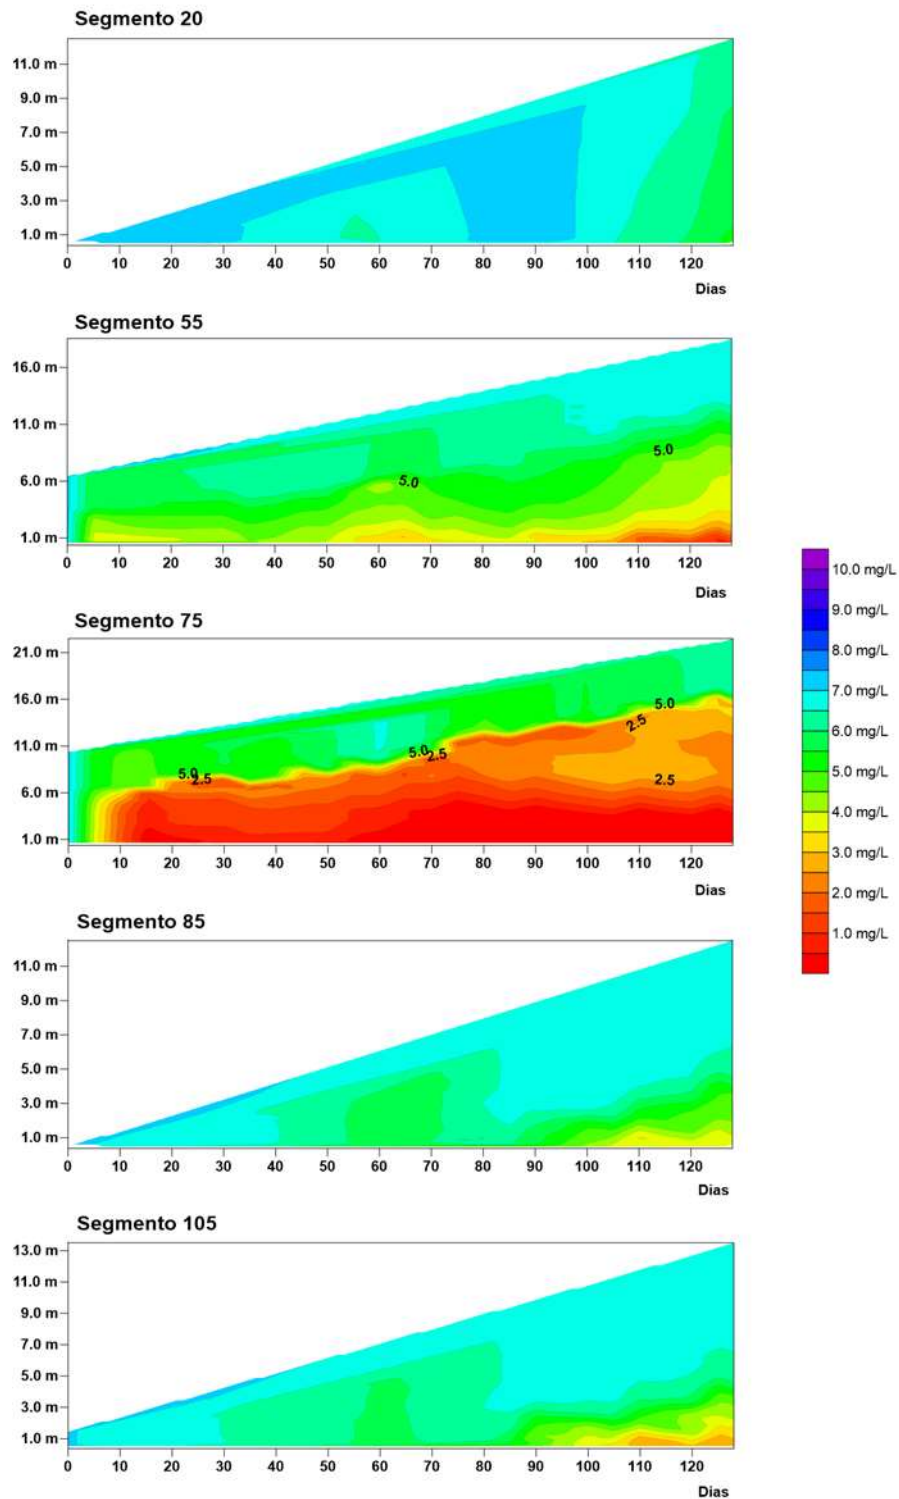 Segmento 20
11.0 m
9.0 m
7.0 m
5.0 m
3.0 m
1.0 m
0 10 20 30 40 50 60 70 80 90 100 110 120
Dias
Segmento 55
16.0 m
11.0 m
6.0 m
1.0 m
5.0
5.0
0 10 20 30 40 50 60 70 80 90 100 110 120
Dias
Segmento 75
21.0 m
16.0 m
11.0 m
6.0 m
1.0 m
5.0
2.5
5.0
2.5
5.0
2.5
2.5
0 10 20 30 40 50 60 70 80 90 100 110 120
Dias
10.0 mg/L
9.0 mg/L
8.0 mg/L
7.0 mg/L
6.0 mg/L
5.0 mg/L
4.0 mg/L
3.0 mg/L
2.0 mg/L
1.0 mg/L
Segmento 85
11.0 m
9.0 m
7.0 m
5.0 m
3.0 m
1.0 m
0 10 20 30 40 50 60 70 80 90 100 110 120
Dias
Segmento 105
13.0 m
11.0 m
9.0 m
7.0 m
5.0 m
3.0 m
1.0 m
0 10 20 30 40 50 60 70 80 90 100 110 120
Dias